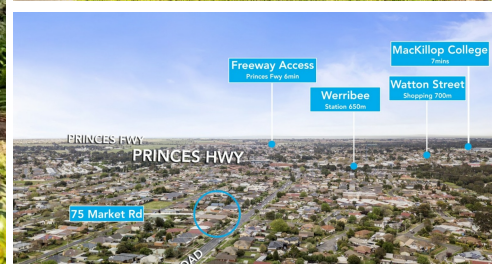 MacKillop College
7mins
Freeway Access
Princes Fwy 6min
Watton Street
Shopping 700m
Werribee
Station 650m
PRINCES FWY
PRINCES HWY
75 Market Rd
OAD